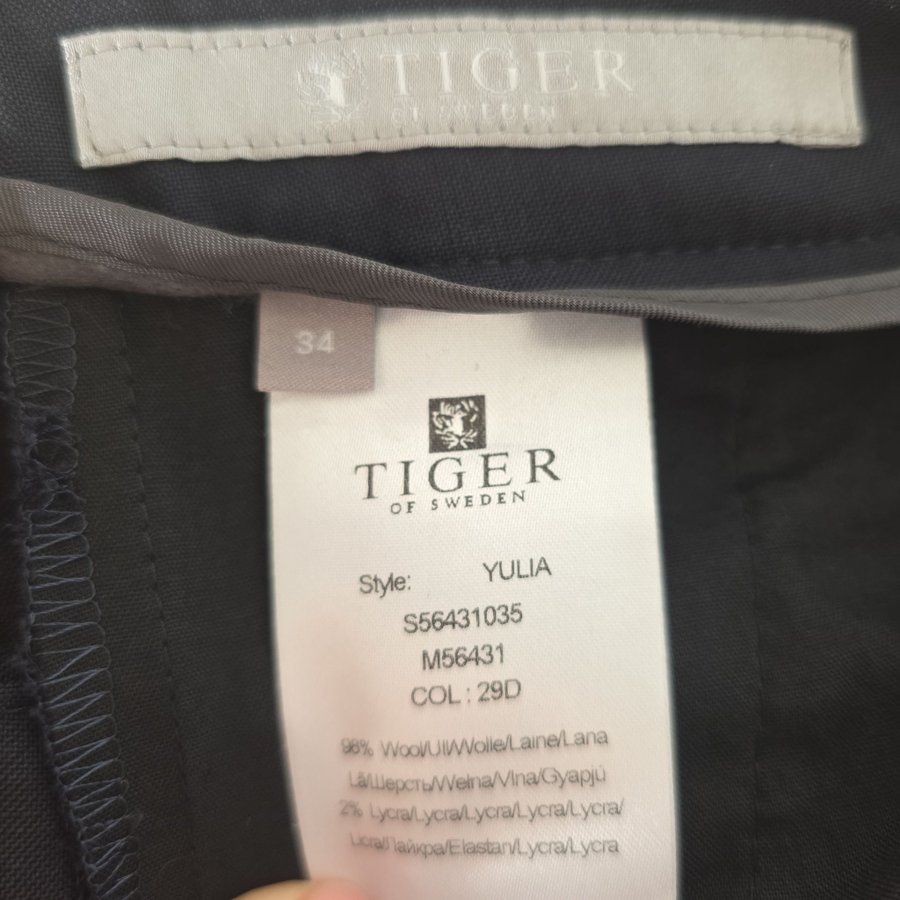 TIGER
OF SWEDEN
34
TIGER
OF SWEDEN
Style: YULIA
S56431035
M56431
COL : 29D
98% Wool/Ull/Wolle/Laine/Lana
Lã/Шерсть/Wełna/Vlna/Gyapjú
2% Lycra/Lycra/Lycra/Lycra/Lycra/
Licra/Лайкра/Elastan/Lycra/Lycra